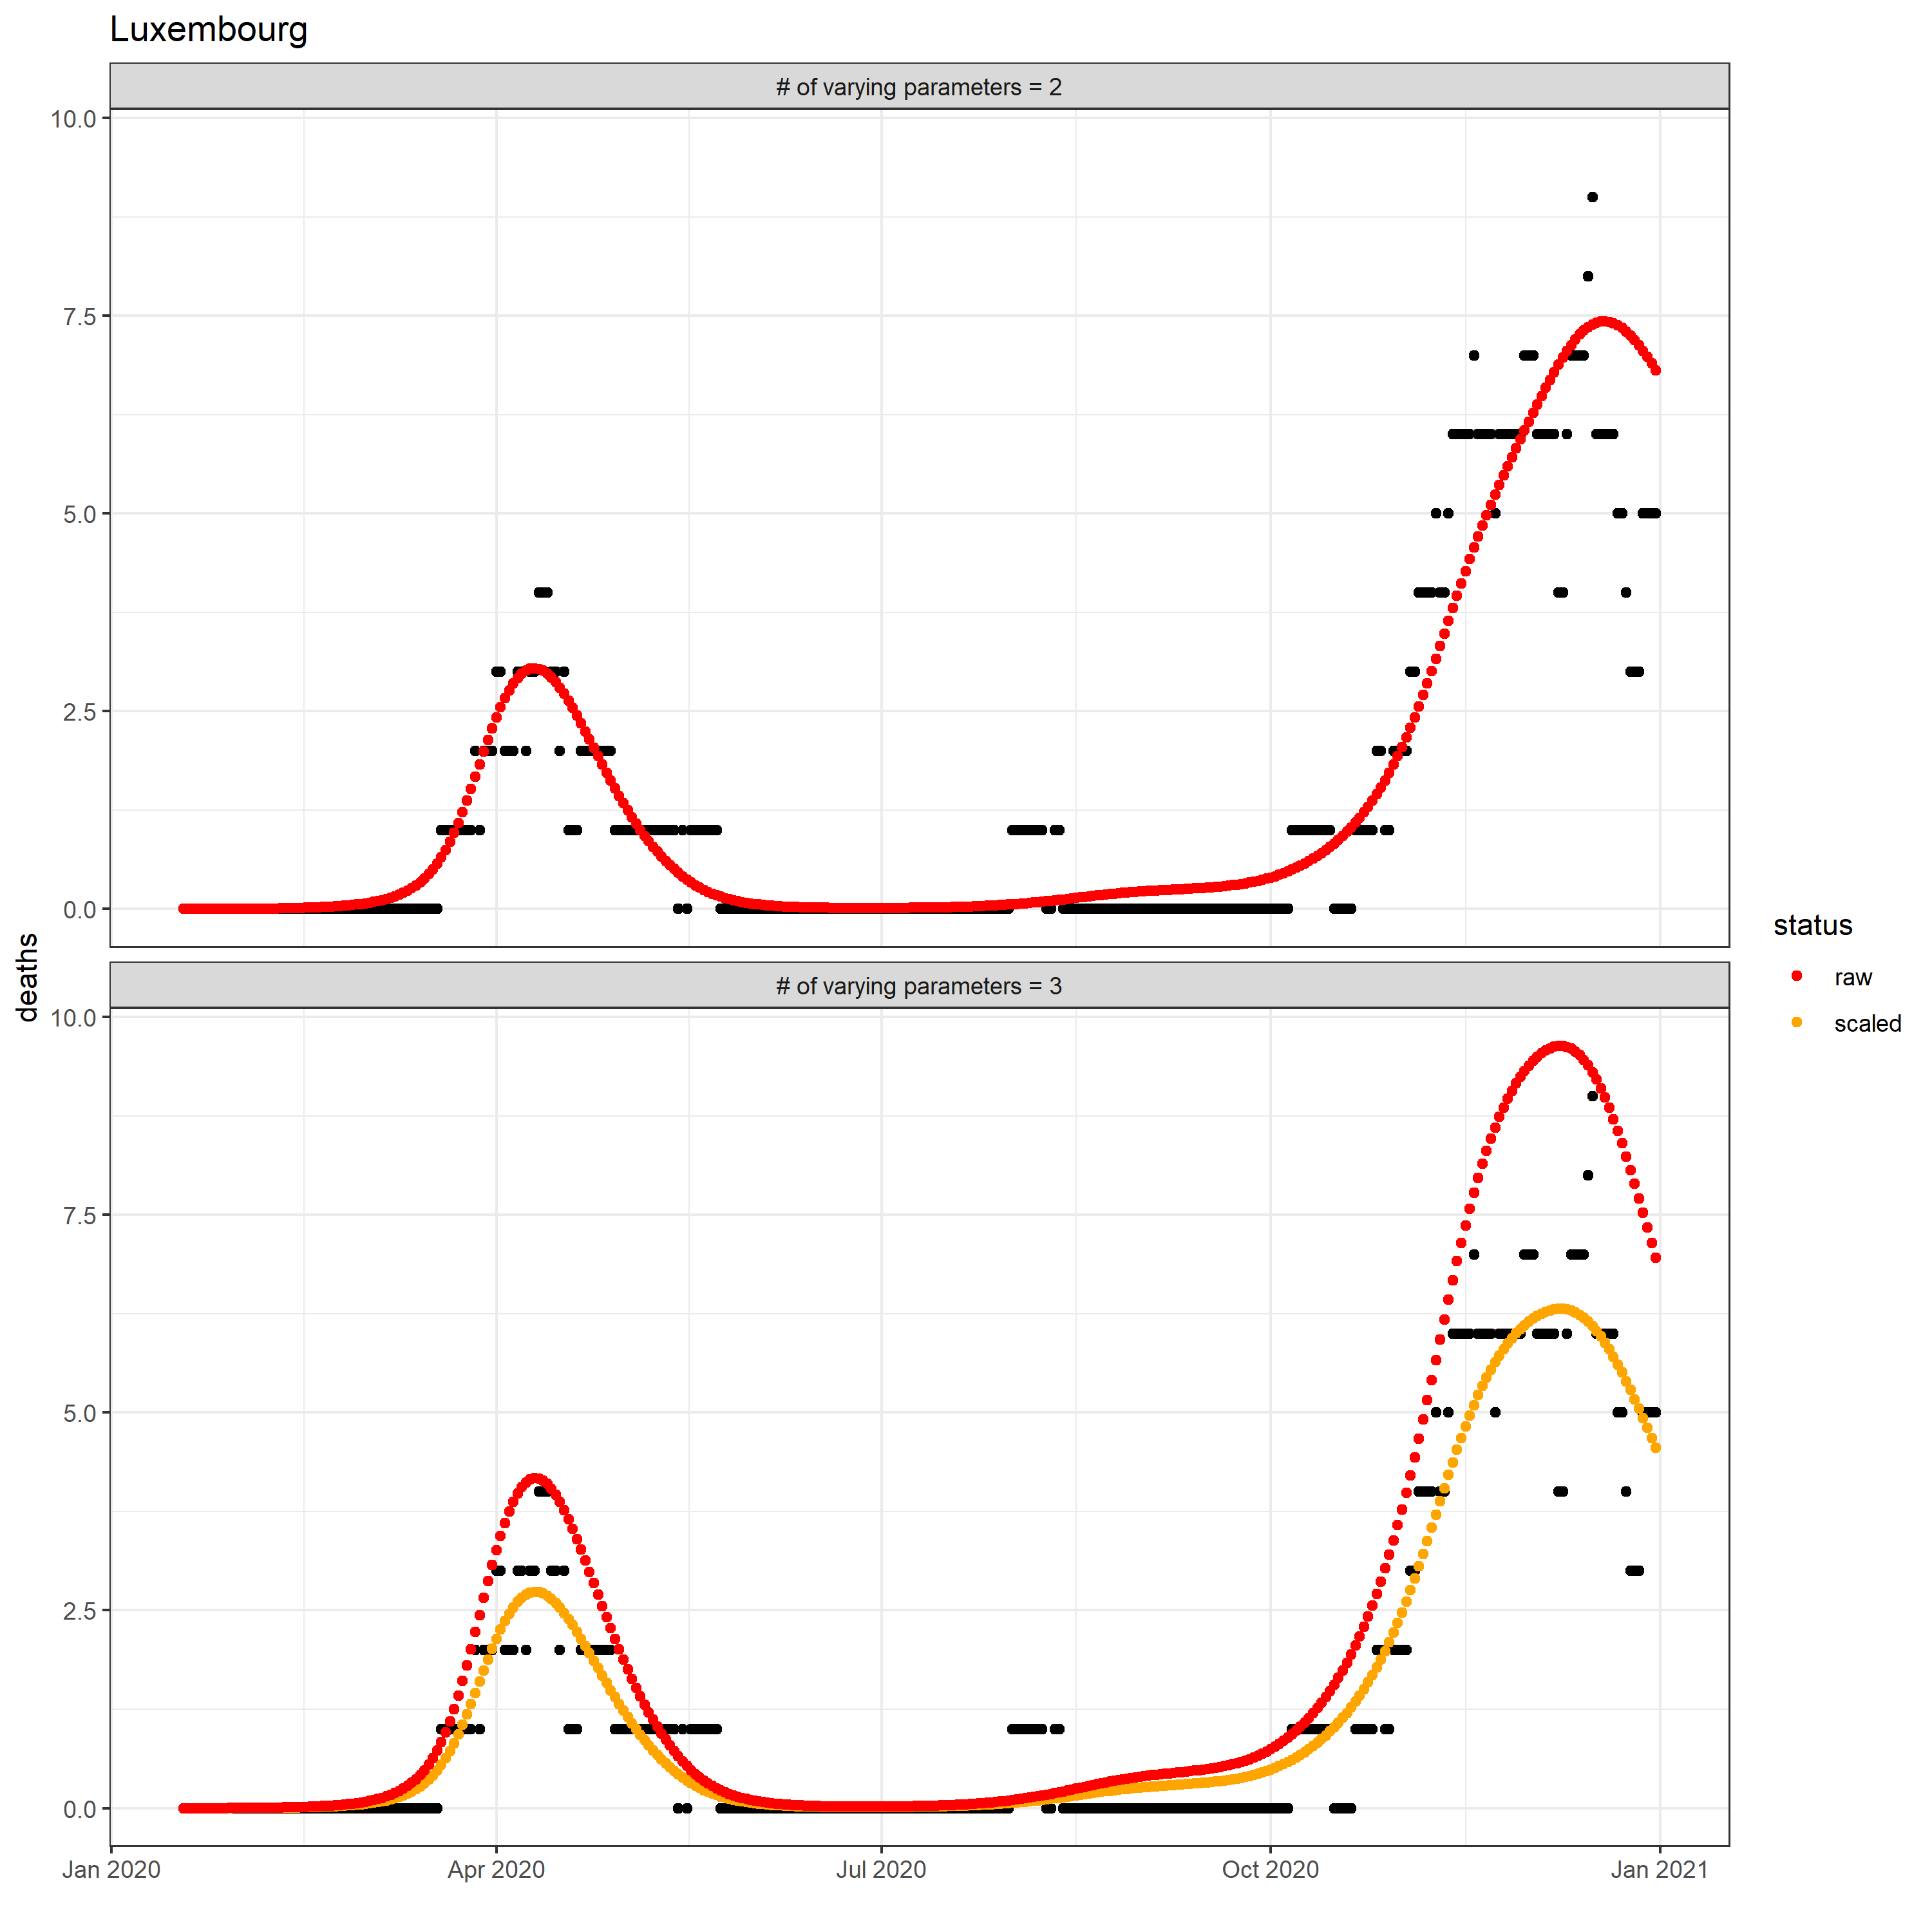 Luxembourg
# of varying parameters = 2
10.0
7.5
5.0
2.5
0.0
deaths
# of varying parameters = 3
10.0
7.5
5.0
2.5
0.0
Jan 2020
Apr 2020
Jul 2020
Oct 2020
Jan 2021
status
raw
scaled